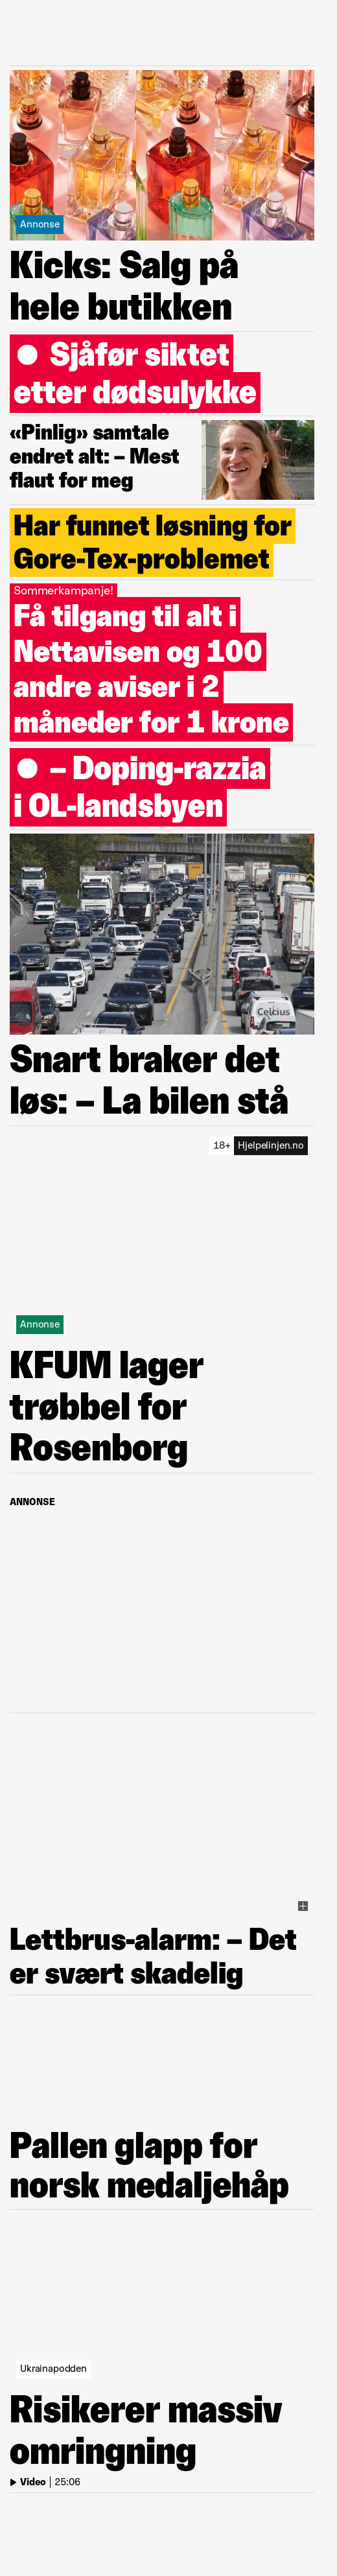 Annonse
Kicks: Salg på
hele butikken
Sjåfør siktet
etter dødsulykke
«Pinlig» samtale
endret alt: – Mest
flaut for meg
Har funnet løsning for
Gore-Tex-problemet
Sommerkampanje!
Få tilgang til alt i
Nettavisen og 100
andre aviser i 2
måneder for 1 krone
– Doping-razzia
i OL-landsbyen
Celcius
Snart braker det
løs: – La bilen stå
18+ Hjelpelinjen.no
Annonse
KFUM lager
trøbbel for
Rosenborg
ANNONSE
Lettbrus-alarm: – Det
er svært skadelig
Pallen glapp for
norsk medaljehåp
Ukrainapodden
Risikerer massiv
omringning
Video | 25:06